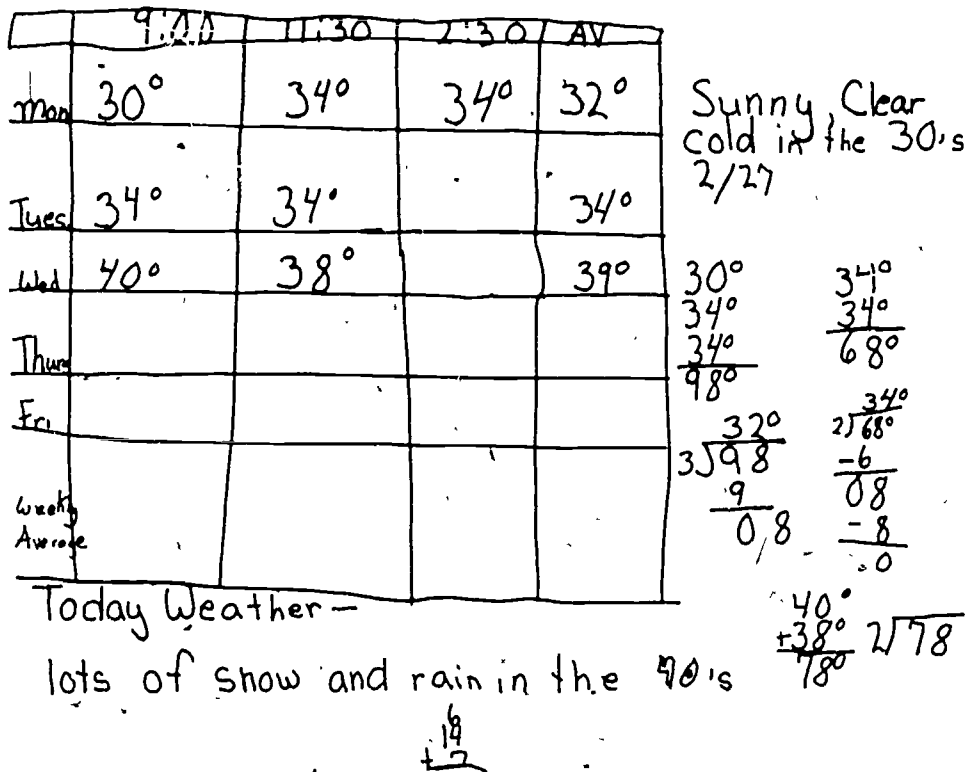 9:00 11:30 2:30 AV
Mon 30° 34° 34° 32°
Tues 34° 34° 34°
Wed 40° 38° 39°
Thurs
Fri
Weekly
Average
Sunny, Clear
cold in the 30's
2/27
30°
34°
34°
98°
32°
3)98
9
08
34°
34°
68°
34°
2)68°
-6
08
-8
0
40°
+38°
78°
2)78
Today Weather -
lots of snow and rain in the